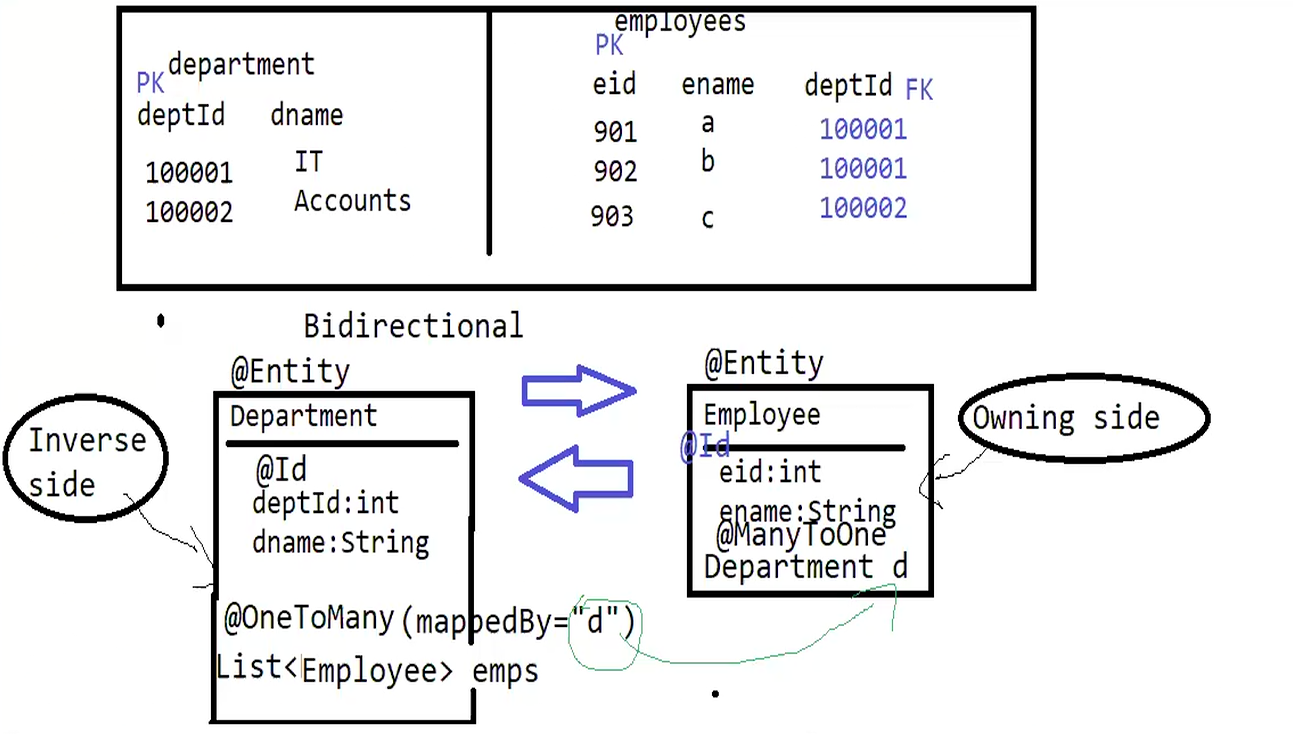 employees
PK
department
PK
eid ename deptId FK
deptId dname
901 a 100001
IT
100001
902 b 100001
Accounts
100002
903 c 100002
Bidirectional
@Entity
@Entity
Department
Employee
Owning side
Inverse
side
@Id
@Id
eid:int
deptId:int
ename:String
dname:String
@ManyToOne
Department d
@OneToMany(mappedBy="d")
List<Employee> emps